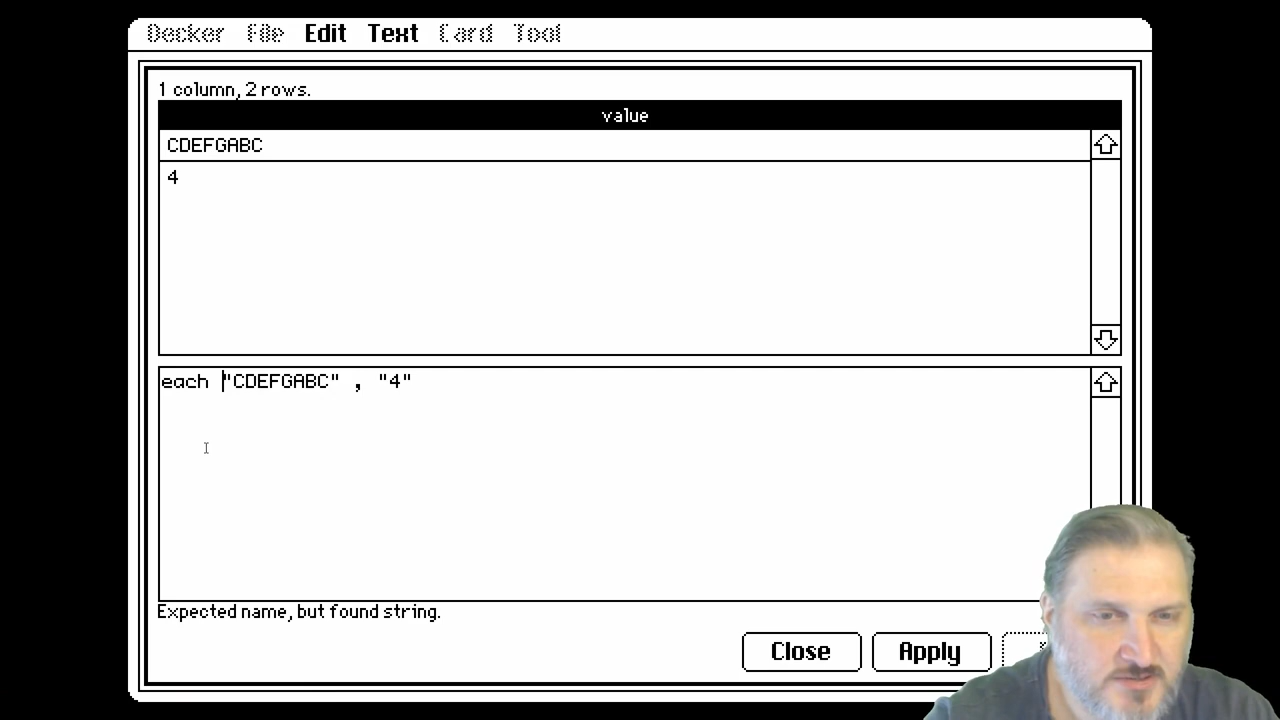 Decker File Edit Text Card Tool
1 column, 2 rows.
value
CDEFGABC
4
each "CDEFGABC" , "4"
Expected name, but found string.
Close Apply